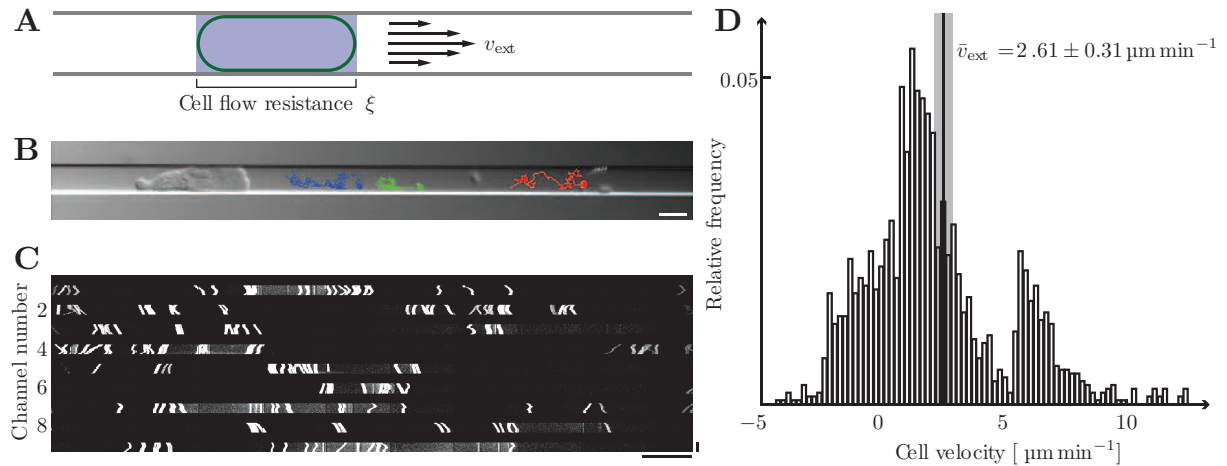 A
v_ext
Cell flow resistance ξ
B
C
Channel number
2
4
6
8
D
v̄_ext = 2.61 ± 0.31 µm min⁻¹
0.05
Relative frequency
−5
0
5
10
Cell velocity [ µm min⁻¹]